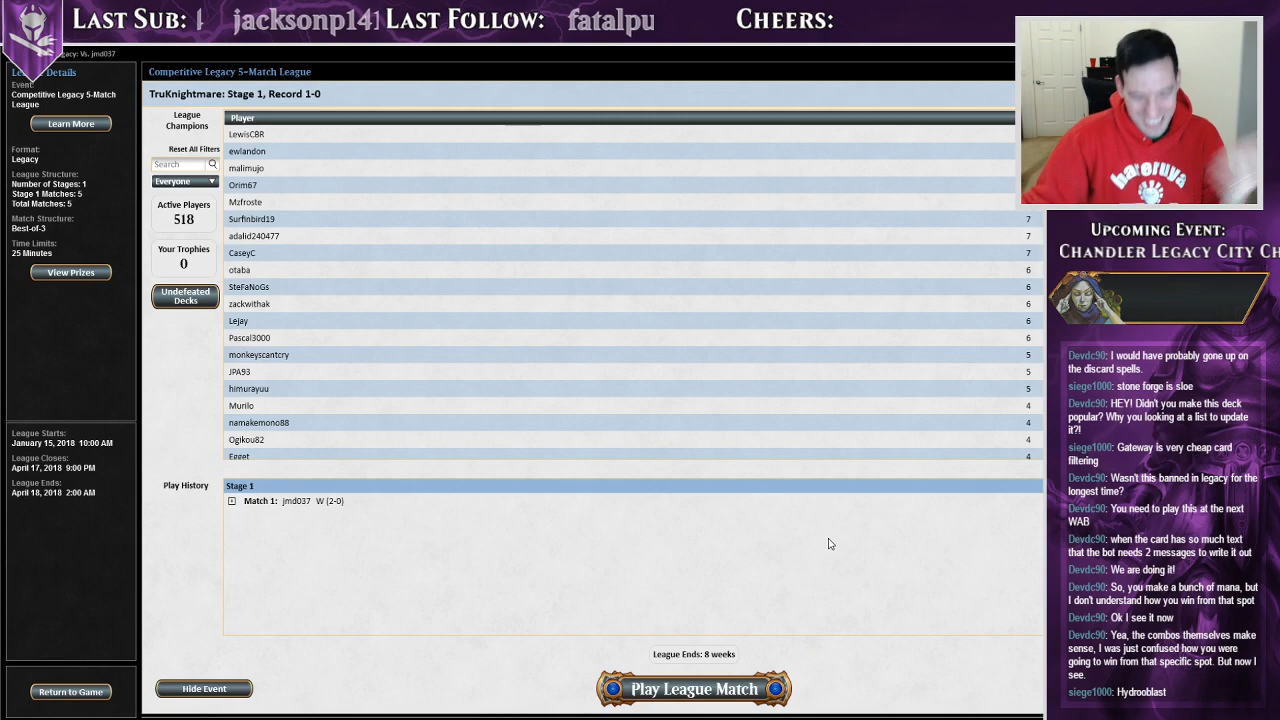 LAST SUB: jacksonp141 LAST FOLLOW: fatalpu CHEERS:
Legacy: Vs. jmd037
Details
Event:
Competitive Legacy 5-Match
League
Learn More
Format:
Legacy
League Structure:
Number of Stages: 1
Stage 1 Matches: 5
Total Matches: 5
Match Structure:
Best-of-3
Time Limits:
25 Minutes
View Prizes
League Starts:
January 15, 2018 10:00 AM
League Closes:
April 17, 2018 9:00 PM
League Ends:
April 18, 2018 2:00 AM
Return to Game
Competitive Legacy 5-Match League
TruKnightmare: Stage 1, Record 1-0
League
Champions
Reset All Filters
Search
Everyone
Active Players
518
Your Trophies
0
Undefeated
Decks
Player
LewisCBR
ewlandon
malimujo
Orim67
Mzfroste
Surfinbird19 7
adalid240477 7
CaseyC 7
otaba 6
SteFaNoGs 6
zackwithak 6
Lejay 6
Pascal3000 6
monkeyscantcry 5
JPA93 5
himurayuu 5
Murilo 4
namakemono88 4
Ogikou82 4
Egget 4
Play History
Stage 1
Match 1: jmd037 W (2-0)
League Ends: 8 weeks
Hide Event
Play League Match
hareruya
UPCOMING EVENT:
CHANDLER LEGACY CITY CH
Devdc90: I would have probably gone up on
the discard spells.
siege1000: stone forge is sloe
Devdc90: HEY! Didn't you make this deck
popular? Why you looking at a list to update
it?!
siege1000: Gateway is very cheap card
filtering
Devdc90: Wasn't this banned in legacy for the
longest time?
Devdc90: You need to play this at the next
WAB
Devdc90: when the card has so much text
that the bot needs 2 messages to write it out
Devdc90: We are doing it!
Devdc90: So, you make a bunch of mana, but
I don't understand how you win from that spot
Devdc90: Ok I see it now
Devdc90: Yea, the combos themselves make
sense, I was just confused how you were
going to win from that specific spot. But now I
see.
siege1000: Hydrooblast